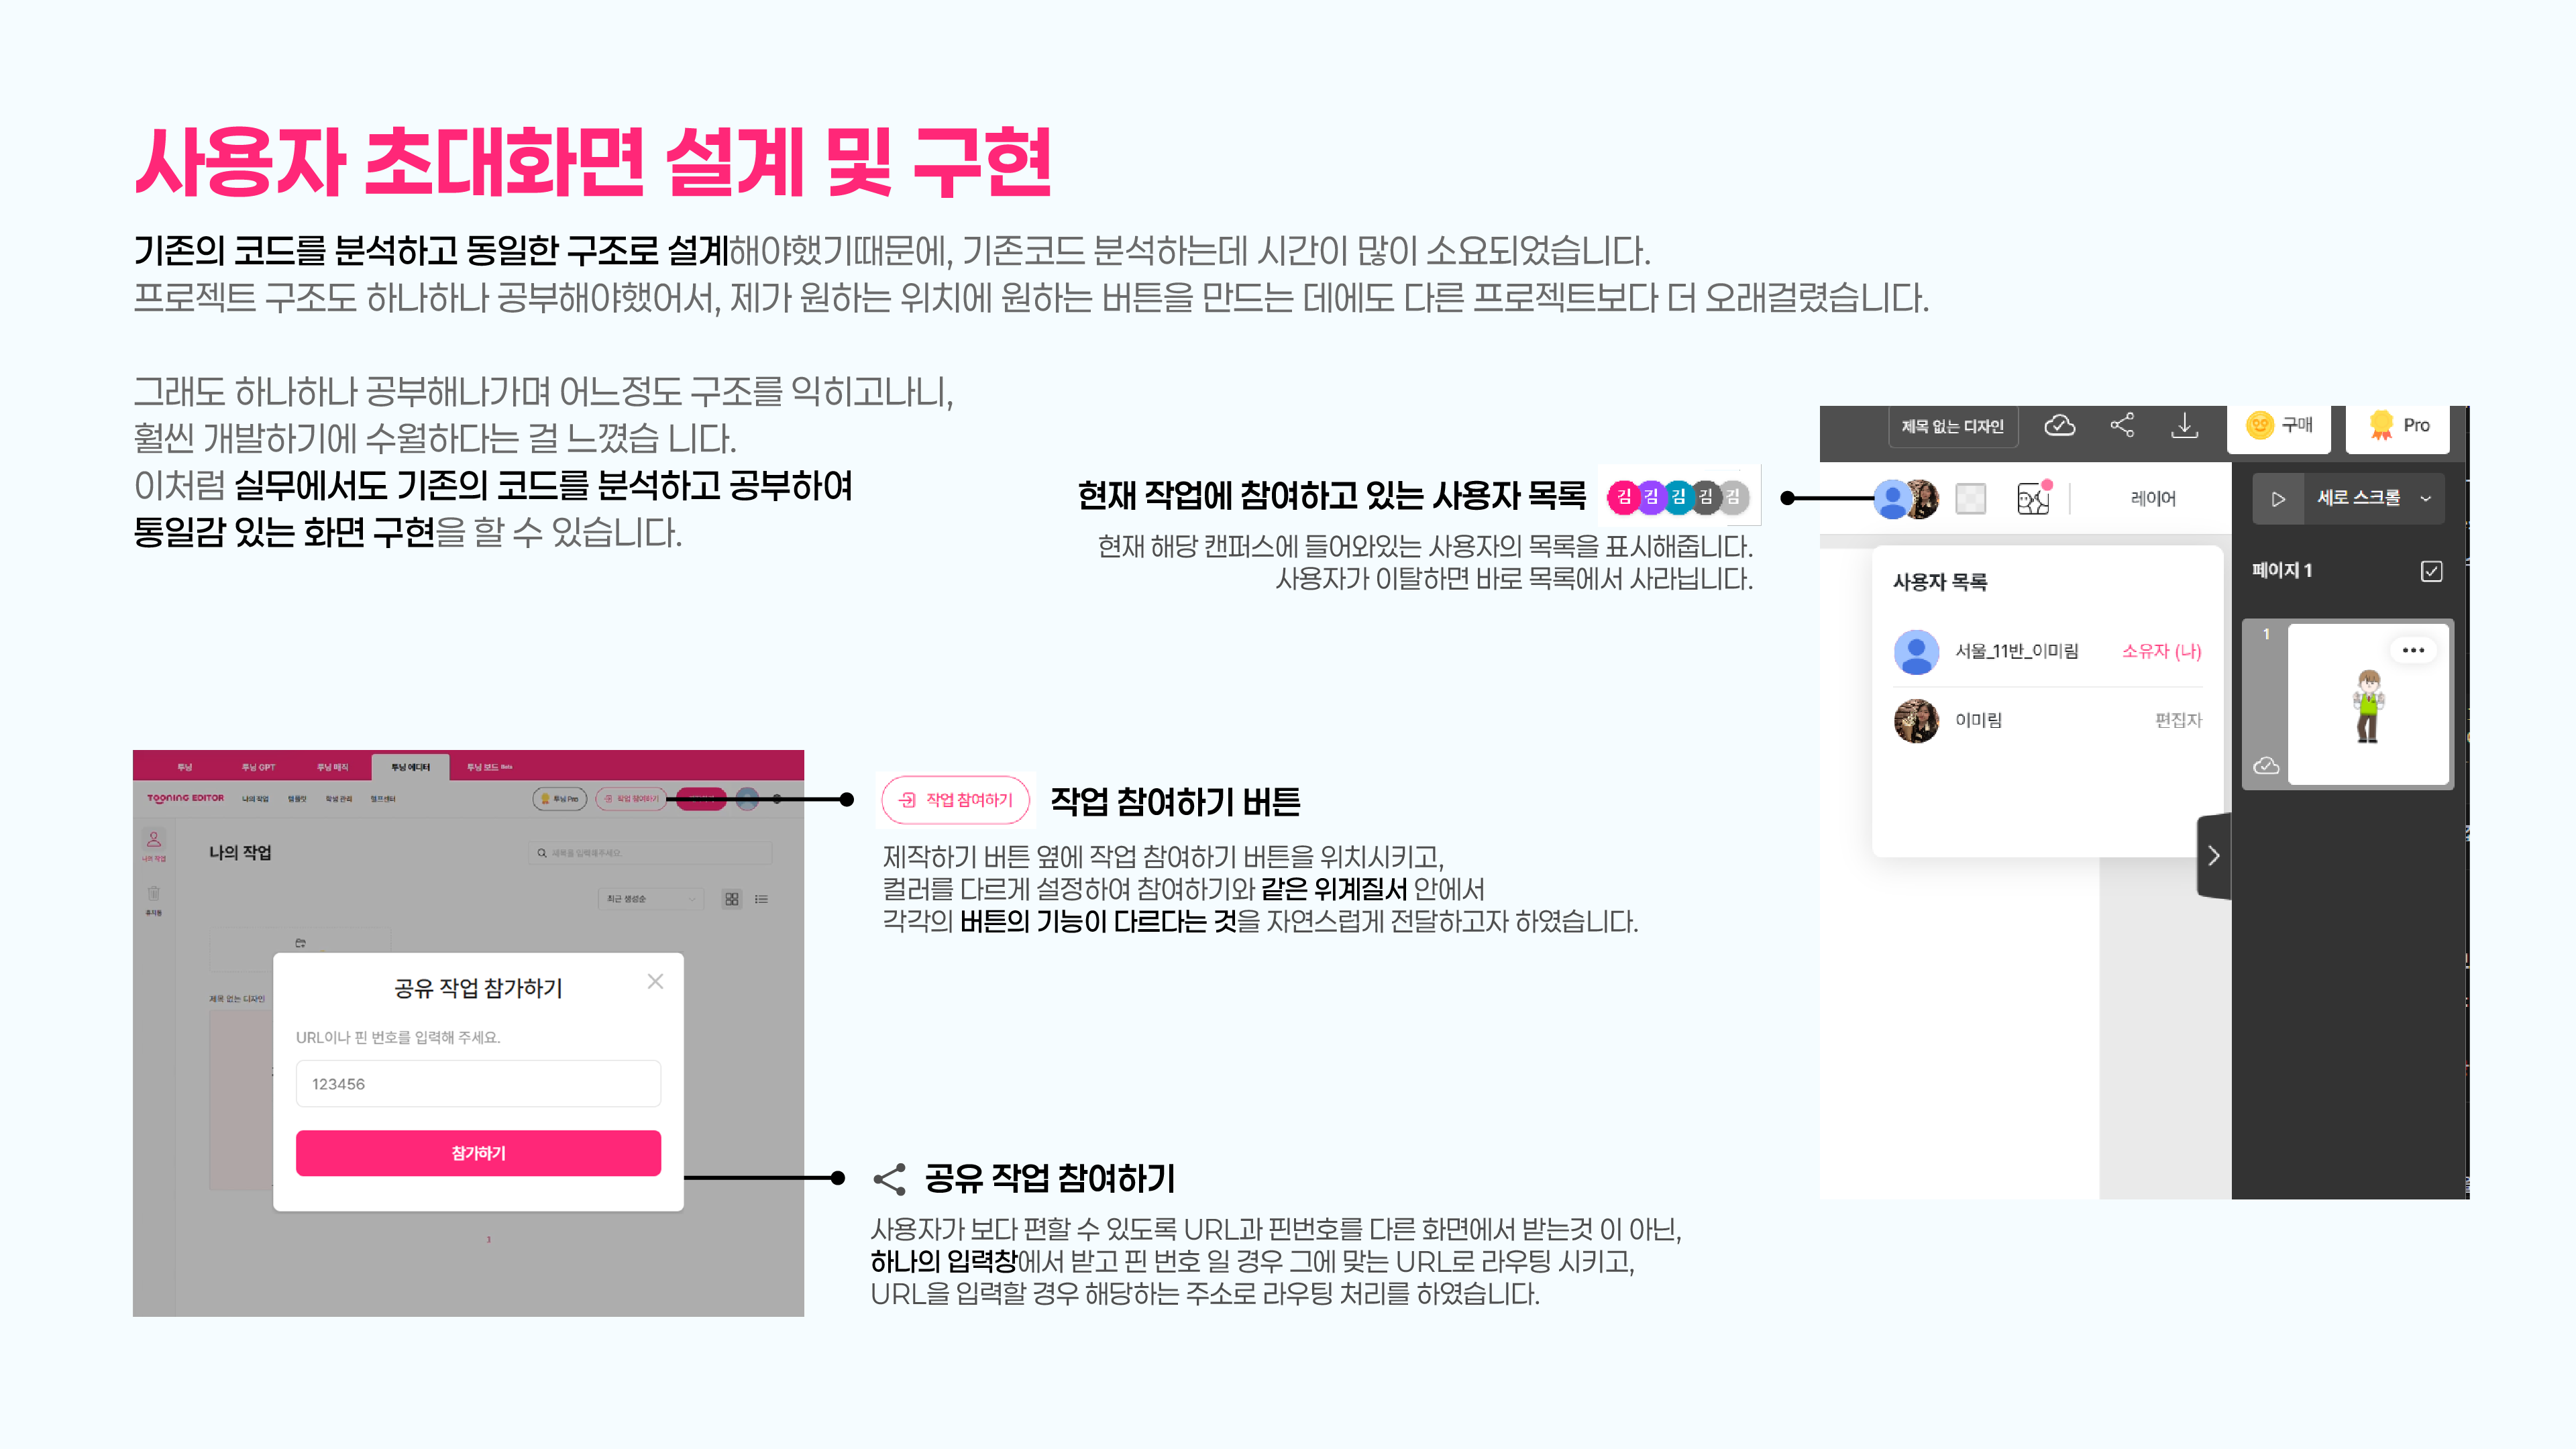 사용자 초대화면 설계 및 구현
기존의 코드를 분석하고 동일한 구조로 설계해야했기때문에, 기존코드 분석하는데 시간이 많이 소요되었습니다.
프로젝트 구조도 하나하나 공부해야했어서, 제가 원하는 위치에 원하는 버튼을 만드는 데에도 다른 프로젝트보다 더 오래걸렸습니다.
그래도 하나하나 공부해나가며 어느정도 구조를 익히고나니,
훨씬 개발하기에 수월하다는 걸 느꼈습 니다.
이처럼 실무에서도 기존의 코드를 분석하고 공부하여
통일감 있는 화면 구현을 할 수 있습니다.
현재 작업에 참여하고 있는 사용자 목록
김 김 김 김 김
현재 해당 캔퍼스에 들어와있는 사용자의 목록을 표시해줍니다.
사용자가 이탈하면 바로 목록에서 사라닙니다.
제목 없는 디자인
구매
Pro
레이어
세로 스크롤
사용자 목록
서울_11반_이미림 소유자 (나)
이미림 편집자
페이지 1
1
투닝 투닝 GPT 투닝 매직 투닝 에디터 투닝 보드 Beta
TOONING EDITOR 나의 작업 템플릿 학생 관리 헬프센터
투닝 Pro
작업 참여하기
나의 작업
휴지통
나의 작업
제목을 입력해주세요.
최근 생성순
제목 없는 디자인
공유 작업 참가하기
URL이나 핀 번호를 입력해 주세요.
123456
참가하기
1
작업 참여하기
작업 참여하기 버튼
제작하기 버튼 옆에 작업 참여하기 버튼을 위치시키고,
컬러를 다르게 설정하여 참여하기와 같은 위계질서 안에서
각각의 버튼의 기능이 다르다는 것을 자연스럽게 전달하고자 하였습니다.
공유 작업 참여하기
사용자가 보다 편할 수 있도록 URL과 핀번호를 다른 화면에서 받는것 이 아닌,
하나의 입력창에서 받고 핀 번호 일 경우 그에 맞는 URL로 라우팅 시키고,
URL을 입력할 경우 해당하는 주소로 라우팅 처리를 하였습니다.